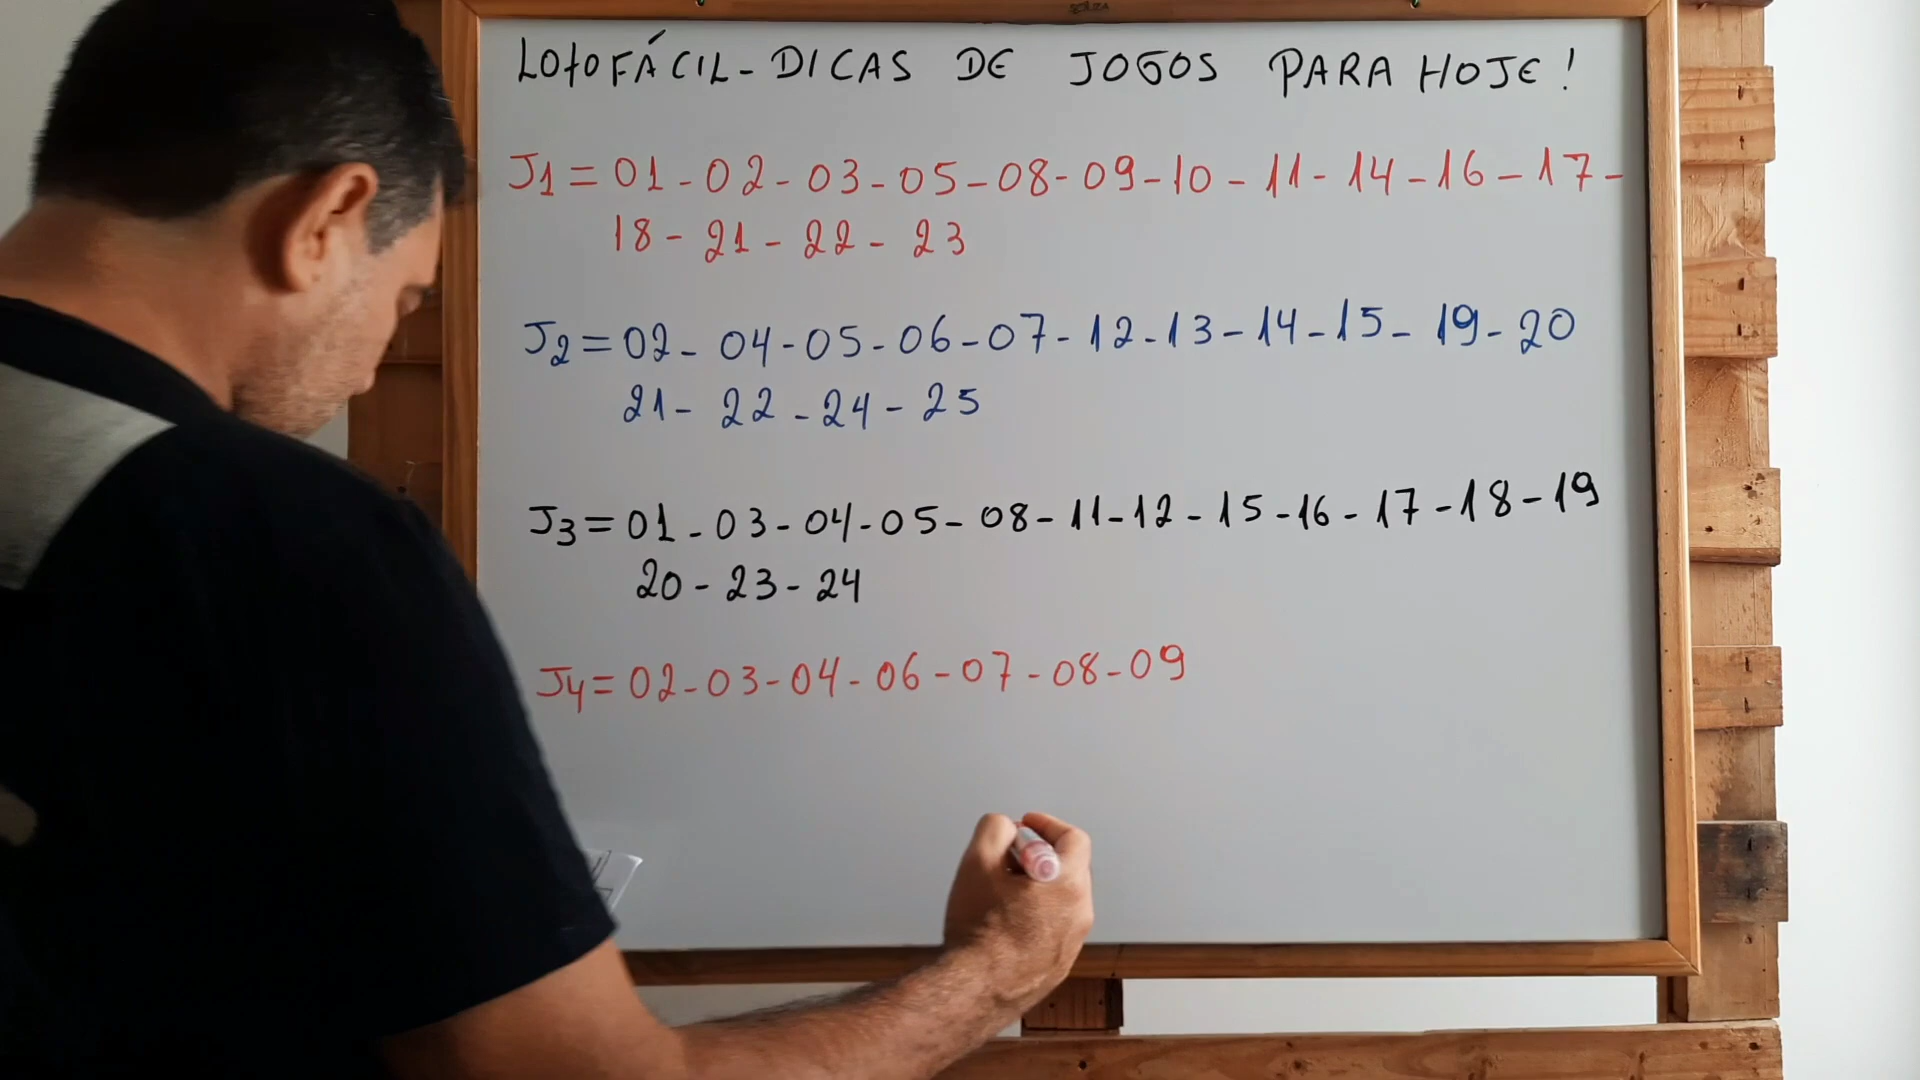 LOTOFÁCIL - DICAS DE JOGOS PARA HOJE!
J1 = 01 - 02 - 03 - 05 - 08 - 09 - 10 - 11 - 14 - 16 - 17 -
18 - 21 - 22 - 23
J2 = 02 - 04 - 05 - 06 - 07 - 12 - 13 - 14 - 15 - 19 - 20
21 - 22 - 24 - 25
J3 = 01 - 03 - 04 - 05 - 08 - 11 - 12 - 15 - 16 - 17 - 18 - 19
20 - 23 - 24
J4 = 02 - 03 - 04 - 06 - 07 - 08 - 09